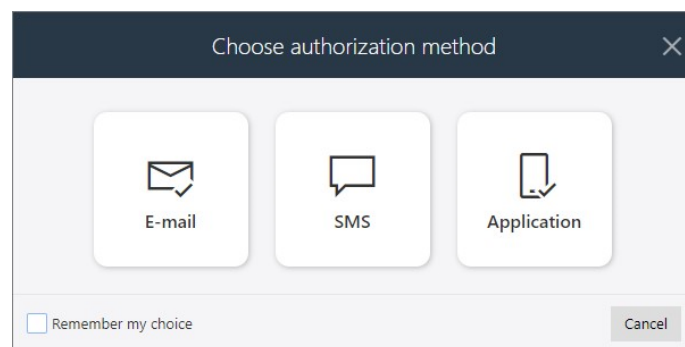 Choose authorization method
E-mail SMS Application
Remember my choice Cancel